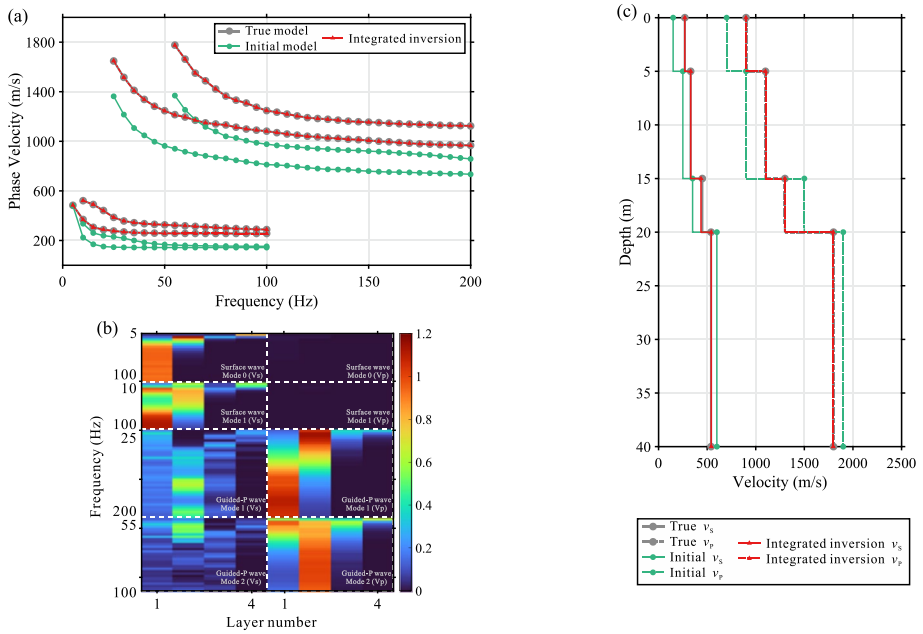 (a)
1800
1400
1000
600
200
Phase Velocity (m/s)
True model
Initial model
Integrated inversion
0
50
100
150
200
Frequency (Hz)
(b)
5
100
10
100
25
200
55
100
Frequency (Hz)
Surface wave
Mode 0 (Vs)
Surface wave
Mode 0 (Vp)
Surface wave
Mode 1 (Vs)
Surface wave
Mode 1 (Vp)
Guided-P wave
Mode 1 (Vs)
Guided-P wave
Mode 1 (Vp)
Guided-P wave
Mode 2 (Vs)
Guided-P wave
Mode 2 (Vp)
1
4
1
4
Layer number
1.2
1
0.8
0.6
0.4
0.2
0
(c)
0
5
10
15
20
25
30
35
40
Depth (m)
0
500
1000
1500
2000
2500
Velocity (m/s)
True vS
True vP
Initial vS
Initial vP
Integrated inversion vS
Integrated inversion vP